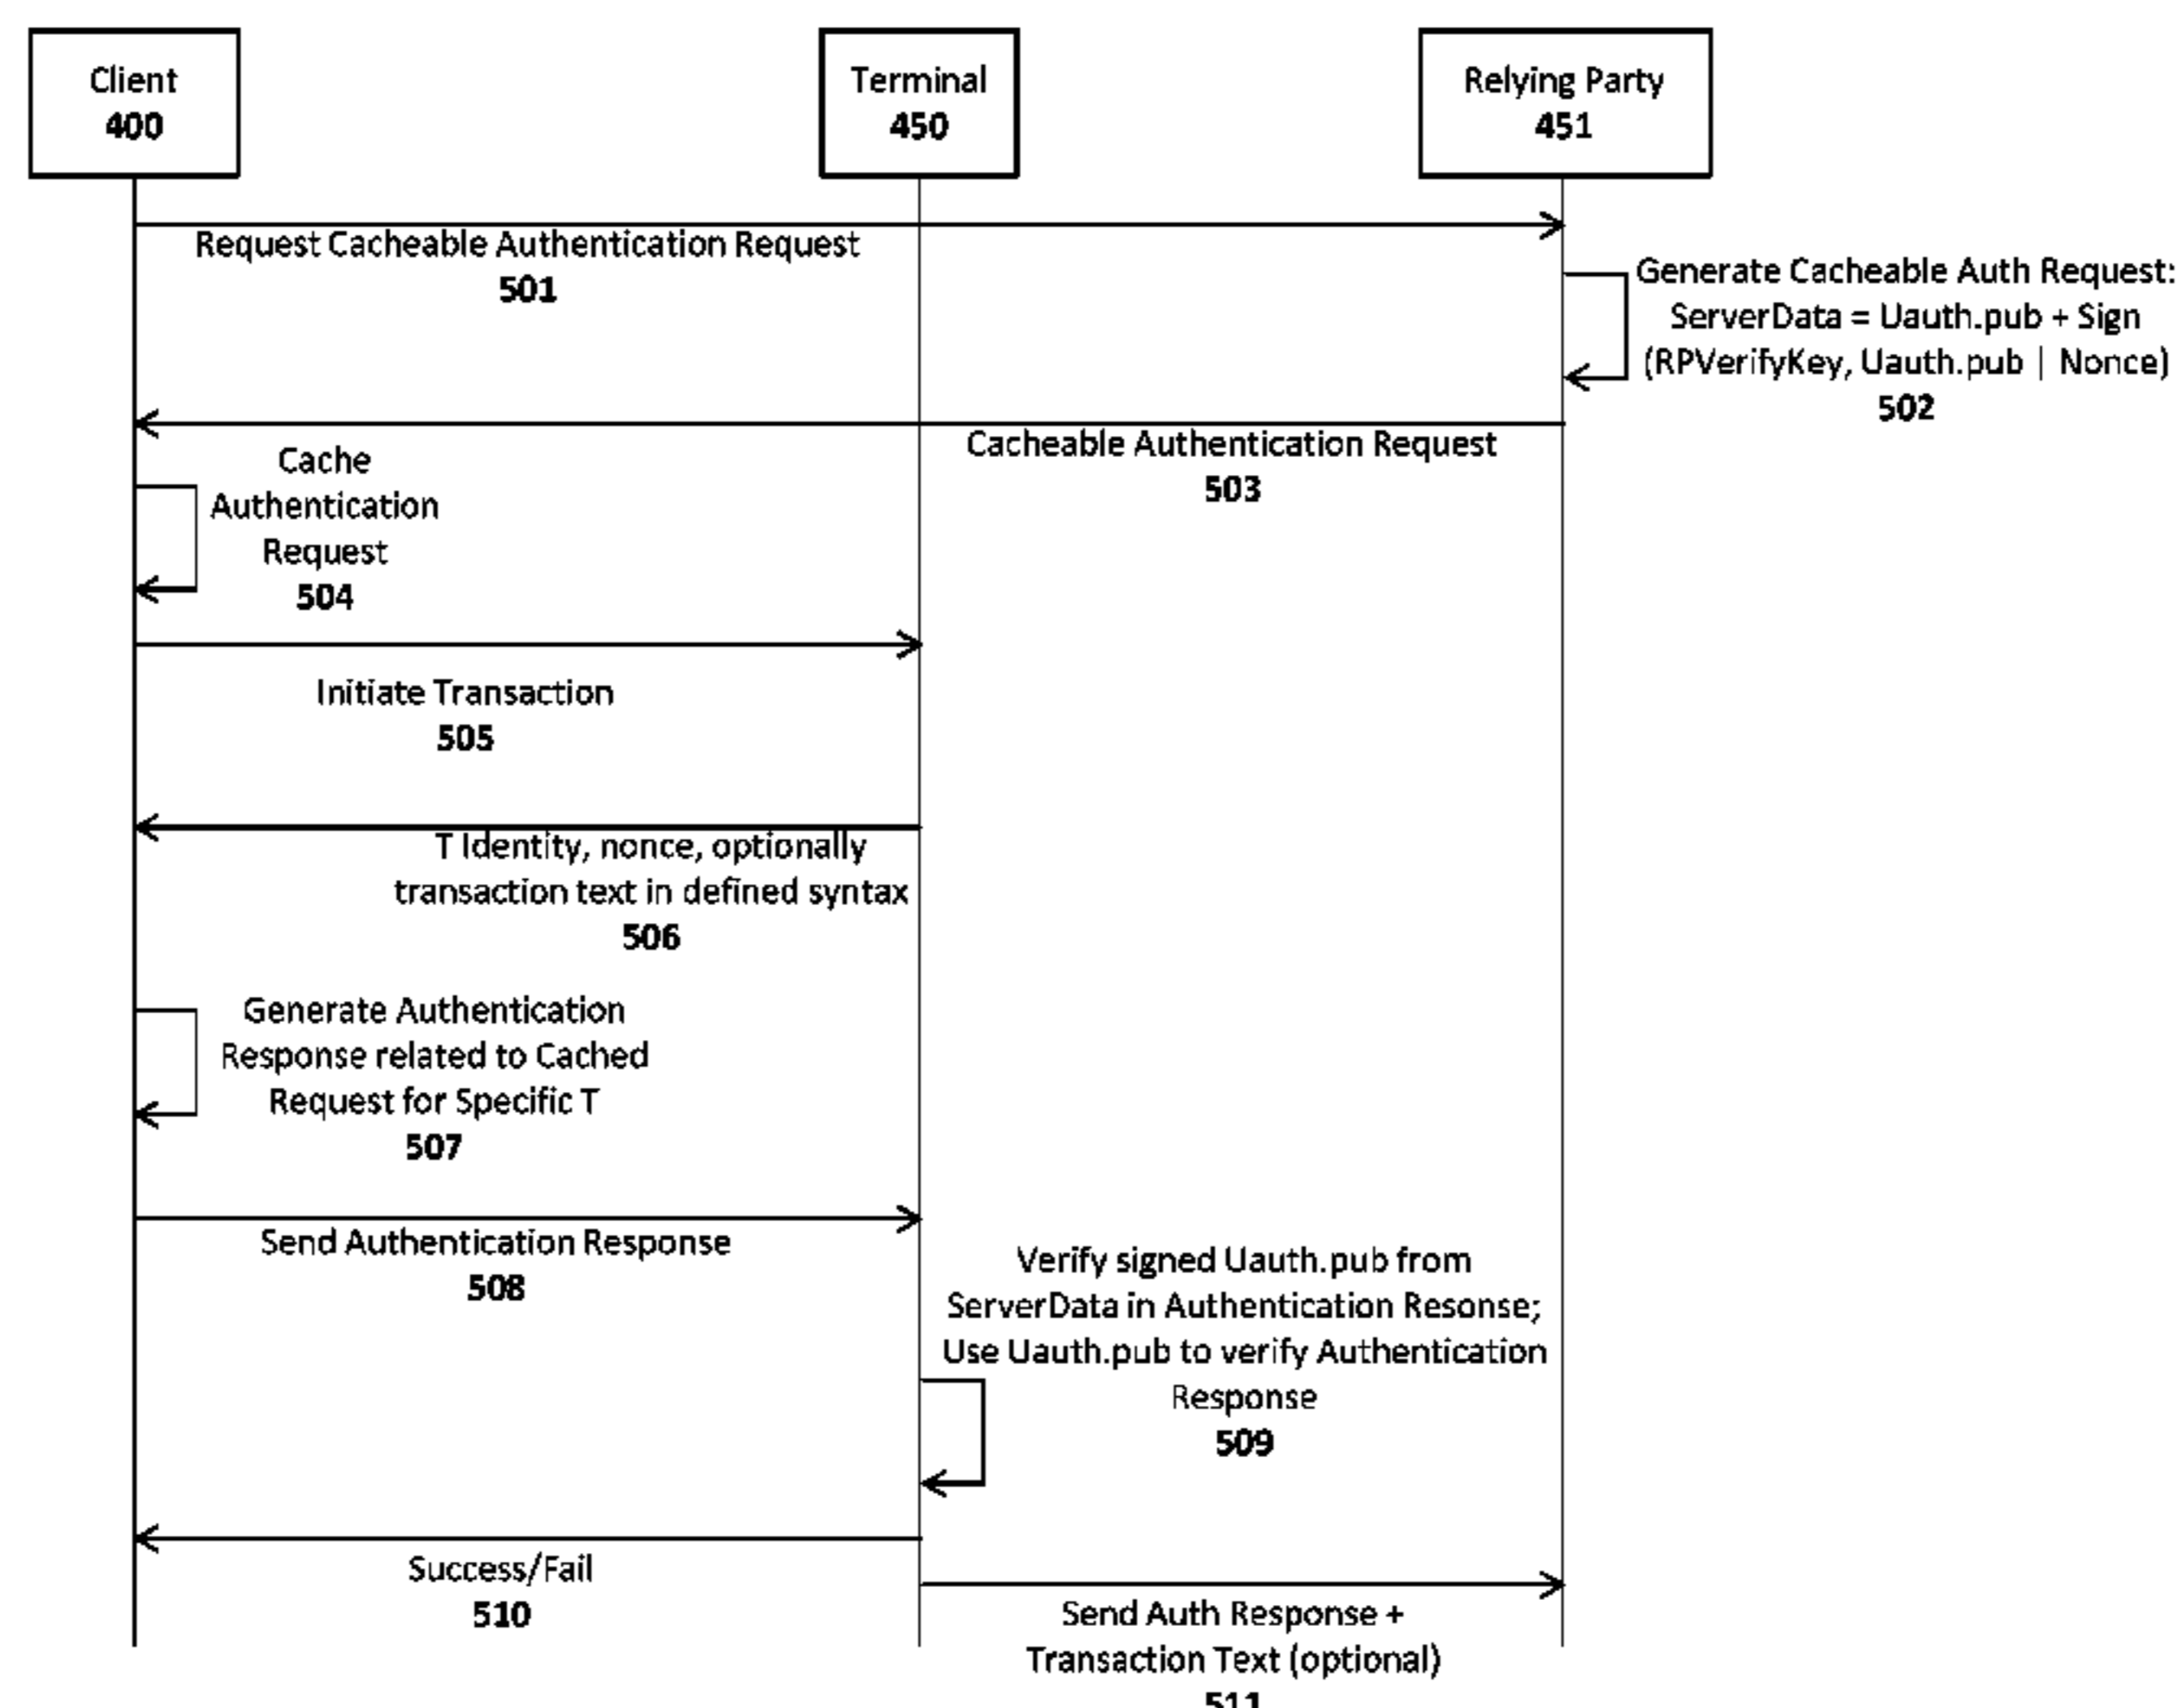 Client
400
Terminal
450
Relying Party
451
Request Cacheable Authentication Request
501
Generate Cacheable Auth Request:
ServerData = Uauth.pub + Sign
(RPVerifyKey, Uauth.pub | Nonce)
502
Cacheable Authentication Request
503
Cache
Authentication
Request
504
Initiate Transaction
505
T Identity, nonce, optionally
transaction text in defined syntax
506
Generate Authentication
Response related to Cached
Request for Specific T
507
Send Authentication Response
508
Verify signed Uauth.pub from
ServerData in Authentication Resonse;
Use Uauth.pub to verify Authentication
Response
509
Success/Fail
510
Send Auth Response +
Transaction Text (optional)
511